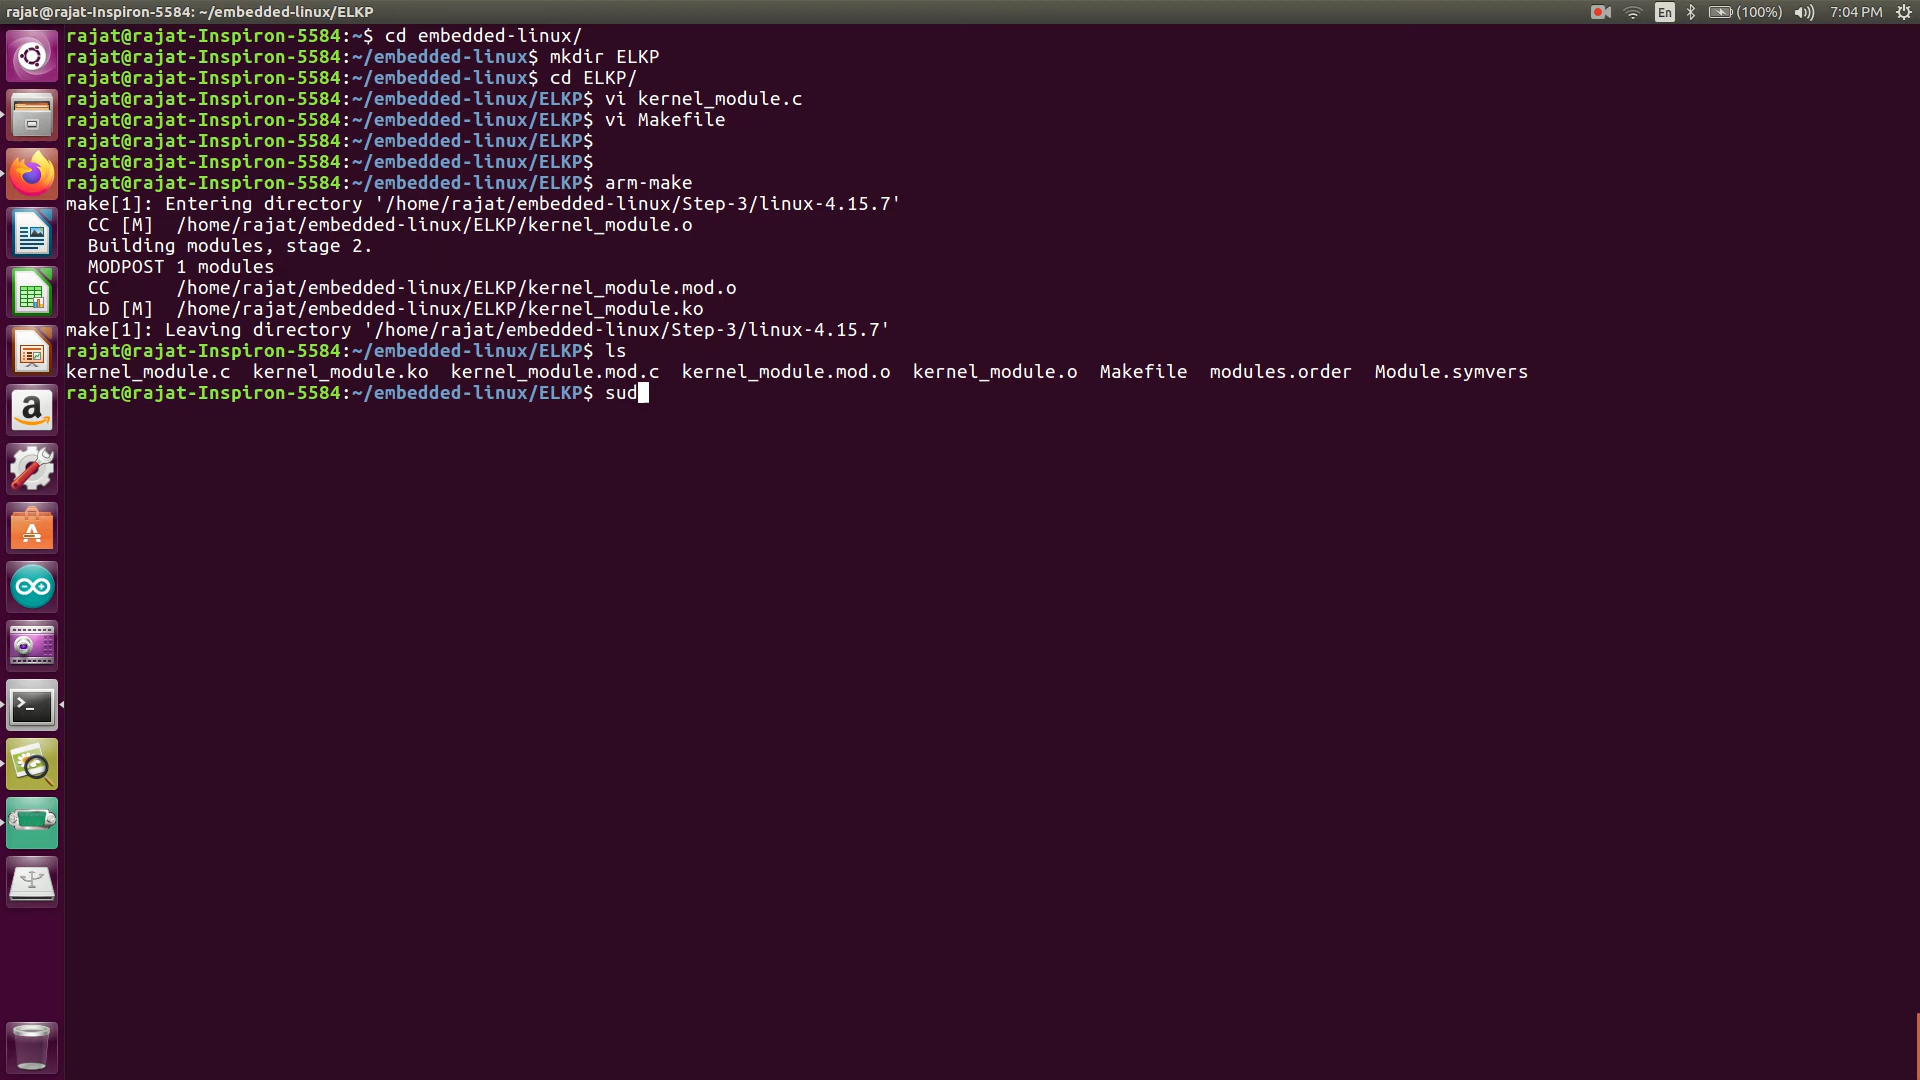 rajat@rajat-Inspiron-5584: ~/embedded-linux/ELKP En (100%) 7:04 PM
rajat@rajat-Inspiron-5584:~$ cd embedded-linux/
rajat@rajat-Inspiron-5584:~/embedded-linux$ mkdir ELKP
rajat@rajat-Inspiron-5584:~/embedded-linux$ cd ELKP/
rajat@rajat-Inspiron-5584:~/embedded-linux/ELKP$ vi kernel_module.c
rajat@rajat-Inspiron-5584:~/embedded-linux/ELKP$ vi Makefile
rajat@rajat-Inspiron-5584:~/embedded-linux/ELKP$
rajat@rajat-Inspiron-5584:~/embedded-linux/ELKP$
rajat@rajat-Inspiron-5584:~/embedded-linux/ELKP$ arm-make
make[1]: Entering directory '/home/rajat/embedded-linux/Step-3/linux-4.15.7'
  CC [M]  /home/rajat/embedded-linux/ELKP/kernel_module.o
  Building modules, stage 2.
  MODPOST 1 modules
  CC      /home/rajat/embedded-linux/ELKP/kernel_module.mod.o
  LD [M]  /home/rajat/embedded-linux/ELKP/kernel_module.ko
make[1]: Leaving directory '/home/rajat/embedded-linux/Step-3/linux-4.15.7'
rajat@rajat-Inspiron-5584:~/embedded-linux/ELKP$ ls
kernel_module.c  kernel_module.ko  kernel_module.mod.c  kernel_module.mod.o  kernel_module.o  Makefile  modules.order  Module.symvers
rajat@rajat-Inspiron-5584:~/embedded-linux/ELKP$ sud